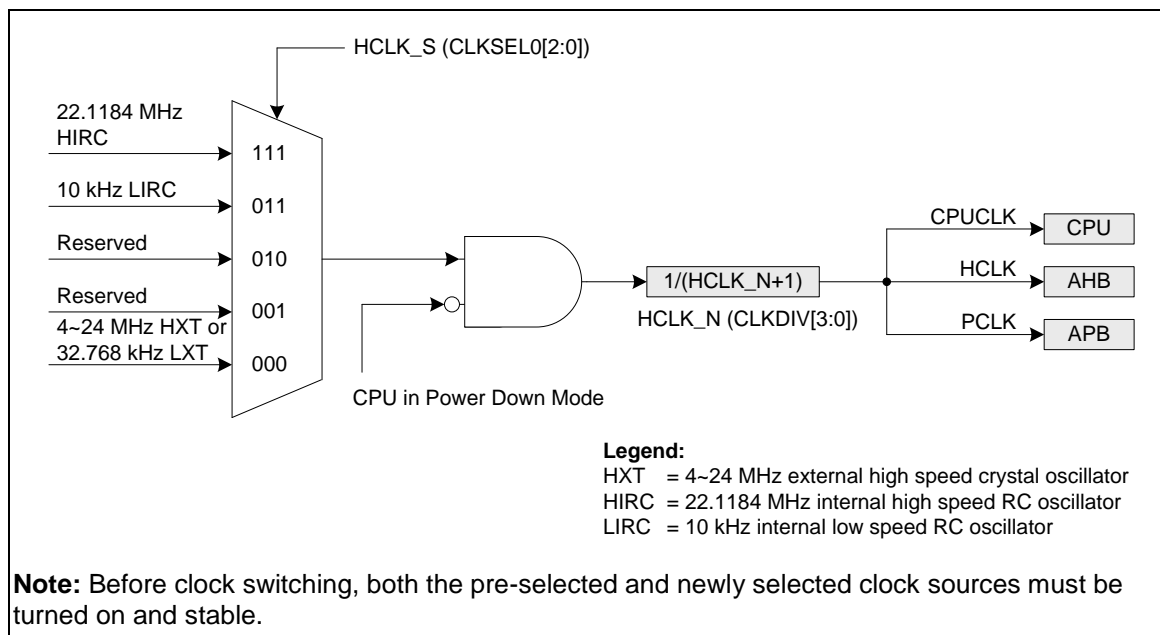 HCLK_S (CLKSEL0[2:0])
22.1184 MHz
HIRC
111
10 kHz LIRC
011
Reserved
010
Reserved
001
4~24 MHz HXT or
32.768 kHz LXT
000
CPU in Power Down Mode
1/(HCLK_N+1)
HCLK_N (CLKDIV[3:0])
CPUCLK
CPU
HCLK
AHB
PCLK
APB
Legend:
HXT = 4~24 MHz external high speed crystal oscillator
HIRC = 22.1184 MHz internal high speed RC oscillator
LIRC = 10 kHz internal low speed RC oscillator
Note: Before clock switching, both the pre-selected and newly selected clock sources must be
turned on and stable.